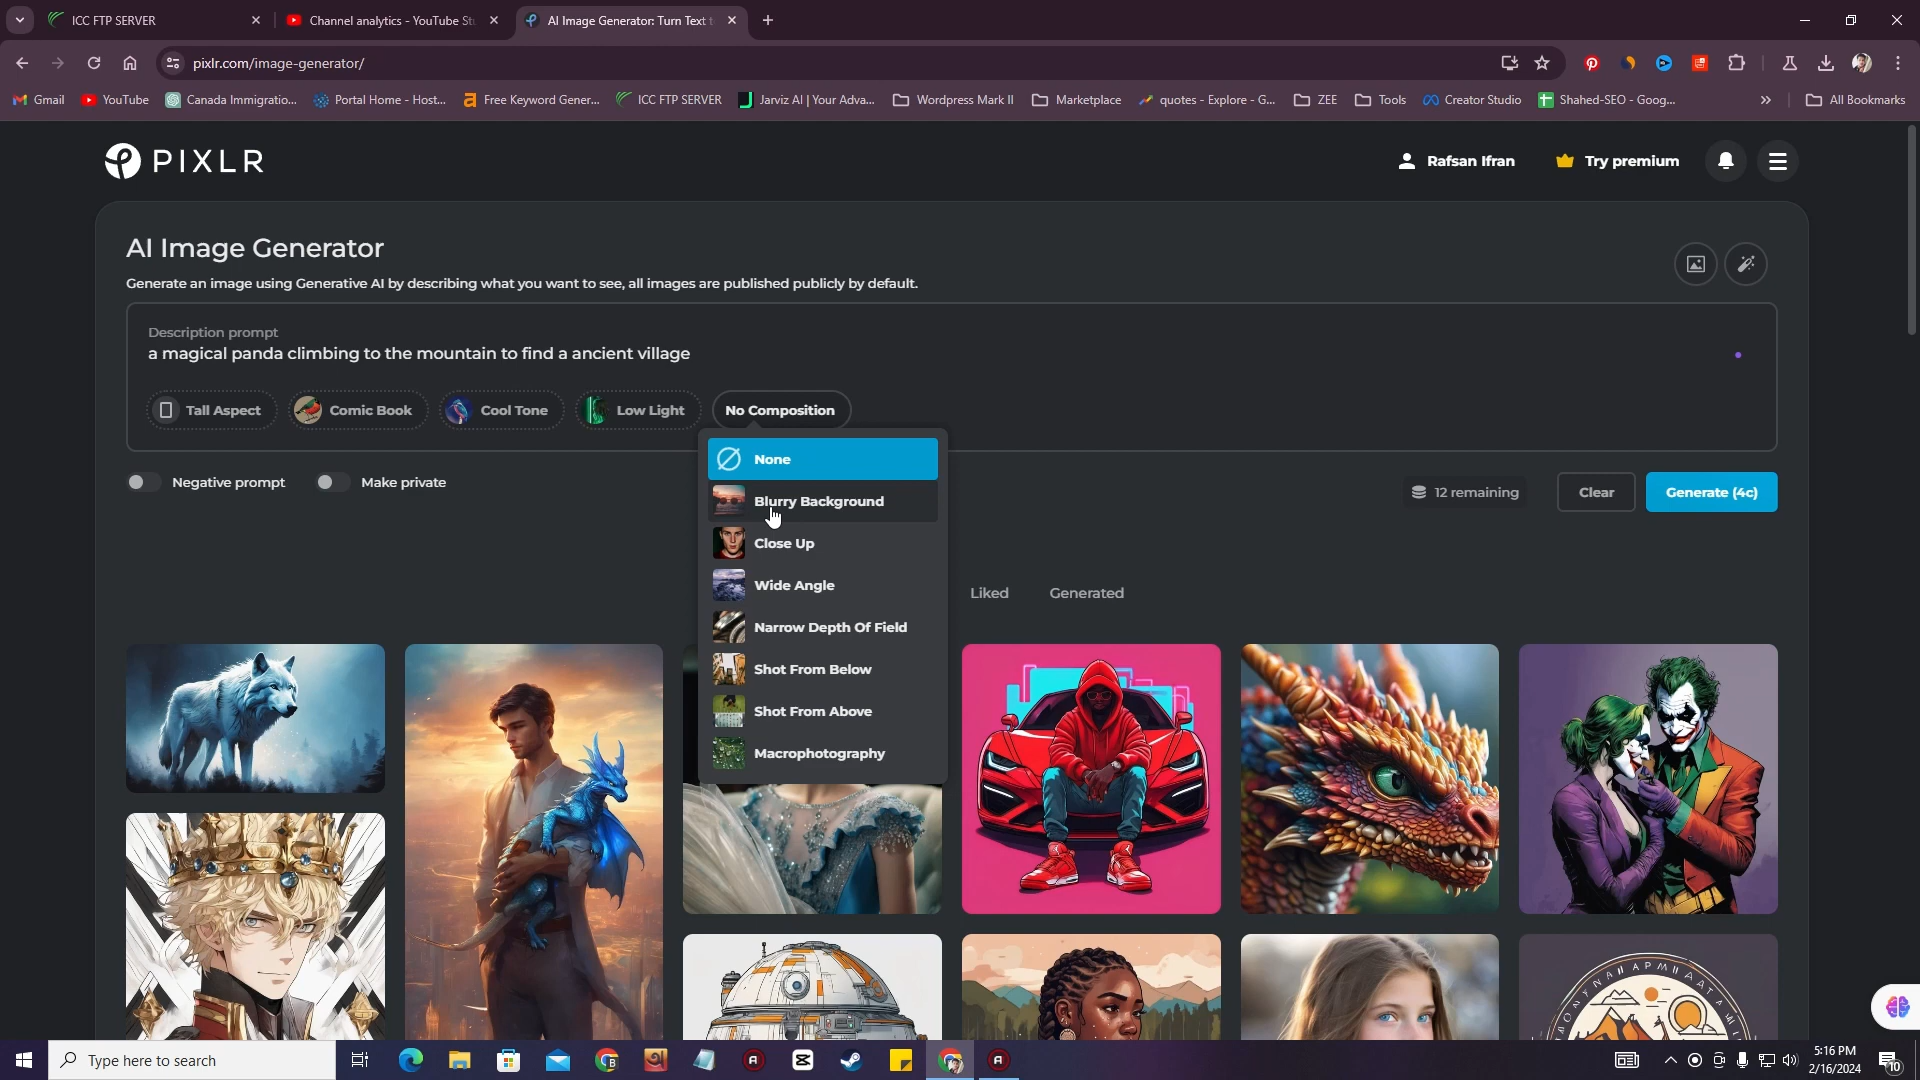 ICC FTP SERVER
Channel analytics - YouTube Stu
AI Image Generator: Turn Text t
pixlr.com/image-generator/
Gmail
YouTube
Canada Immigratio...
Portal Home - Host...
Free Keyword Gener...
ICC FTP SERVER
Jarviz AI | Your Adva...
Wordpress Mark II
Marketplace
quotes - Explore - G...
ZEE
Tools
Creator Studio
Shahed-SEO - Goog...
All Bookmarks
PIXLR
Rafsan Ifran
Try premium
AI Image Generator
Generate an image using Generative AI by describing what you want to see, all images are published publicly by default.
Description prompt
a magical panda climbing to the mountain to find a ancient village
Tall Aspect
Comic Book
Cool Tone
Low Light
No Composition
None
Blurry Background
Close Up
Wide Angle
Narrow Depth Of Field
Shot From Below
Shot From Above
Macrophotography
Negative prompt
Make private
12 remaining
Clear
Generate (4c)
Liked
Generated
Type here to search
5:16 PM
2/16/2024
10